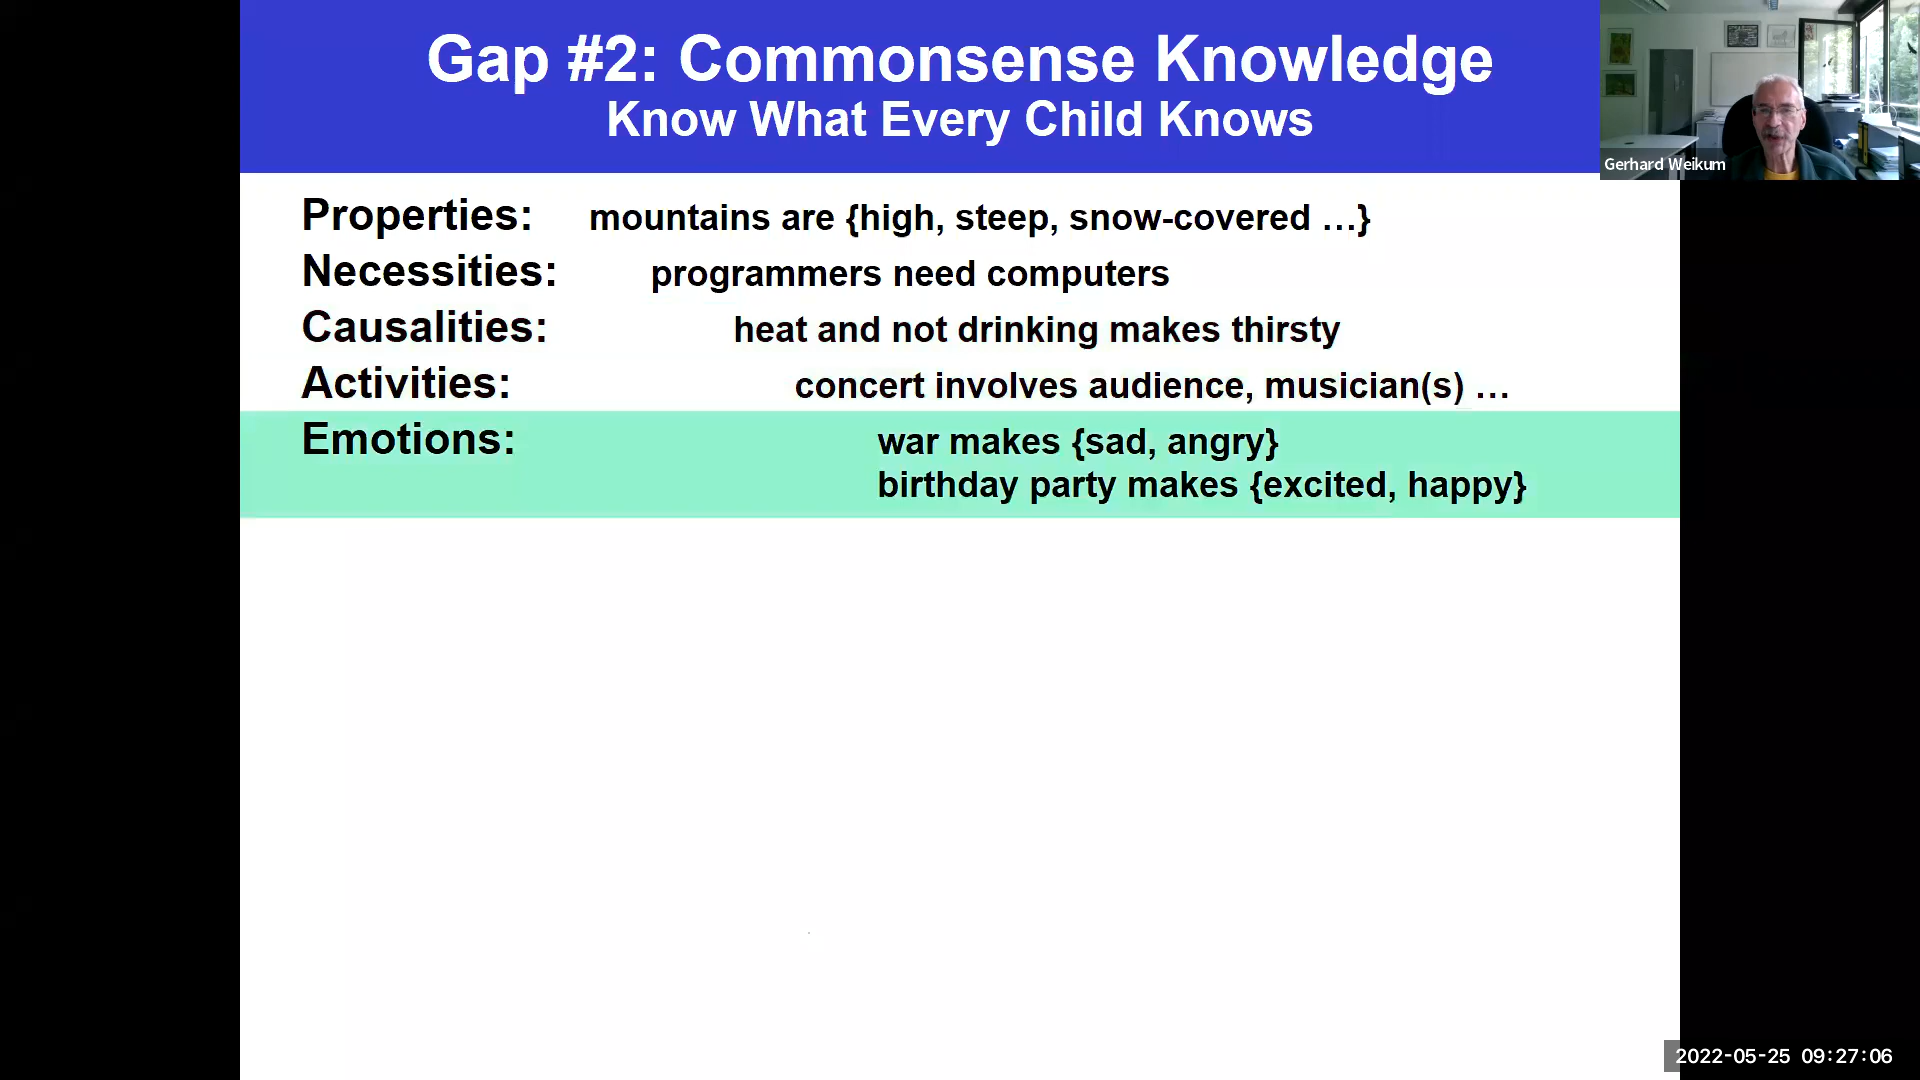 Gap #2: Commonsense Knowledge
Know What Every Child Knows
Gerhard Weikum
Properties: mountains are {high, steep, snow-covered …}
Necessities: programmers need computers
Causalities: heat and not drinking makes thirsty
Activities: concert involves audience, musician(s) …
Emotions: war makes {sad, angry}
birthday party makes {excited, happy}
2022-05-25 09:27:06